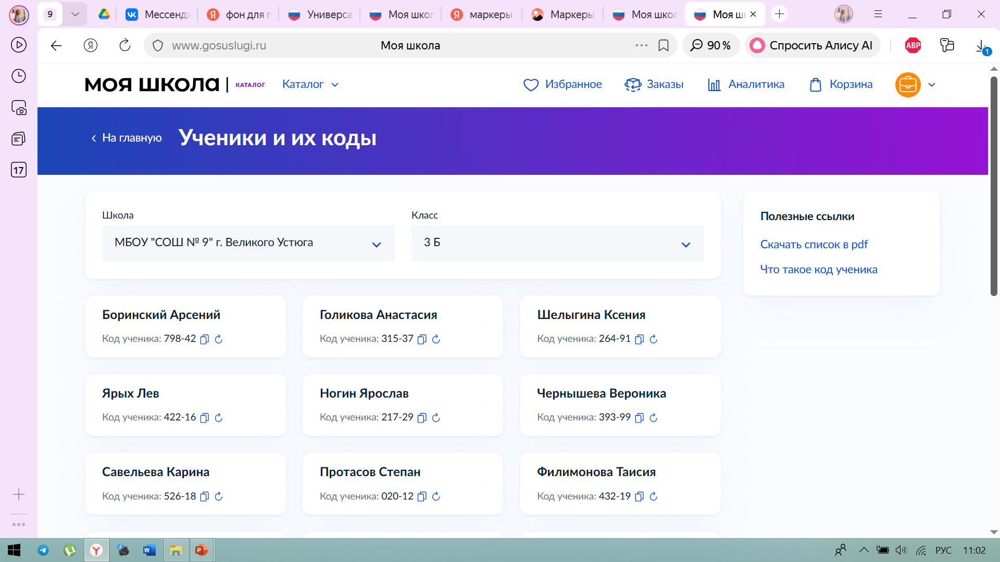 9
Мессендж
фон для п
Универса
Моя школ
маркеры
Маркеры
Моя школ
Моя ш
www.gosuslugi.ru
Моя школа
90 %
Спросить Алису AI
ABP
1
17
МОЯ ШКОЛА | КАТАЛОГ
Каталог
Избранное
Заказы
Аналитика
Корзина
На главную
Ученики и их коды
Школа
МБОУ "СОШ № 9" г. Великого Устюга
Класс
3 Б
Полезные ссылки
Скачать список в pdf
Что такое код ученика
Боринский Арсений
Код ученика: 798-42
Голикова Анастасия
Код ученика: 315-37
Шелыгина Ксения
Код ученика: 264-91
Ярых Лев
Код ученика: 422-16
Ногин Ярослав
Код ученика: 217-29
Чернышева Вероника
Код ученика: 393-99
Савельева Карина
Код ученика: 526-18
Протасов Степан
Код ученика: 020-12
Филимонова Таисия
Код ученика: 432-19
РУС
11:02